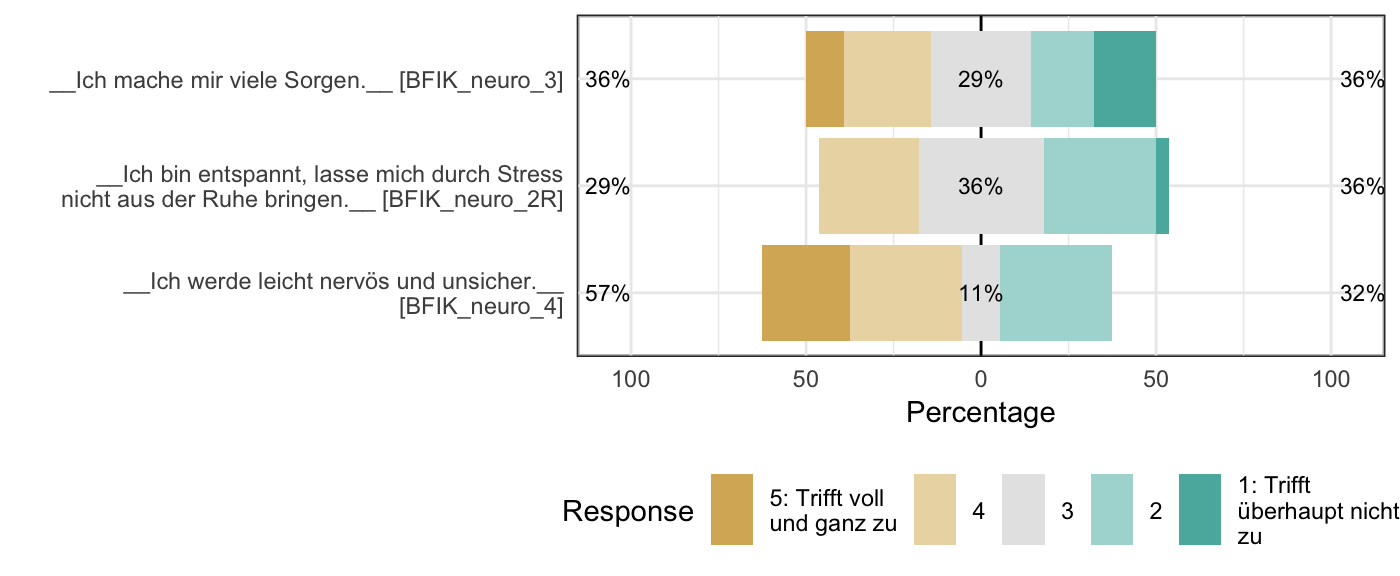 __Ich mache mir viele Sorgen.__ [BFIK_neuro_3] 36% 29% 36%
__Ich bin entspannt, lasse mich durch Stress
nicht aus der Ruhe bringen.__ [BFIK_neuro_2R] 29% 36% 36%
__Ich werde leicht nervös und unsicher.__
[BFIK_neuro_4] 57% 11% 32%
100 50 0 50 100
Percentage
Response
5: Trifft voll
und ganz zu
4
3
2
1: Trifft
überhaupt nicht
zu